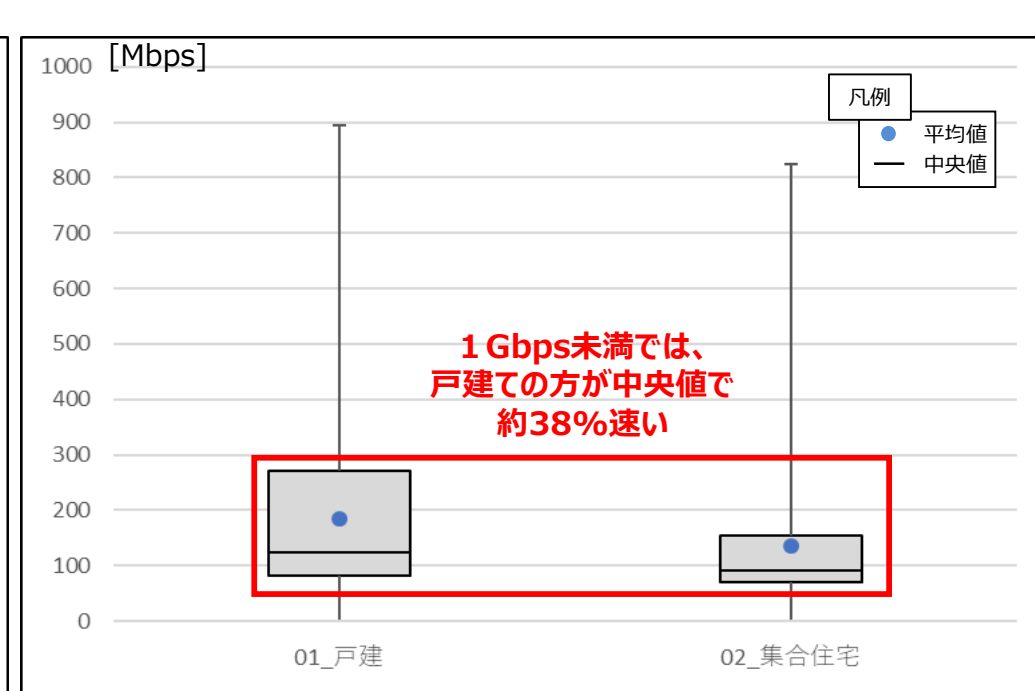 [Mbps]
1000
900
800
700
600
500
400
300
200
100
0
凡例
平均値
中央値
１Gbps未満では、
戸建ての方が中央値で
約38%速い
01_戸建
02_集合住宅